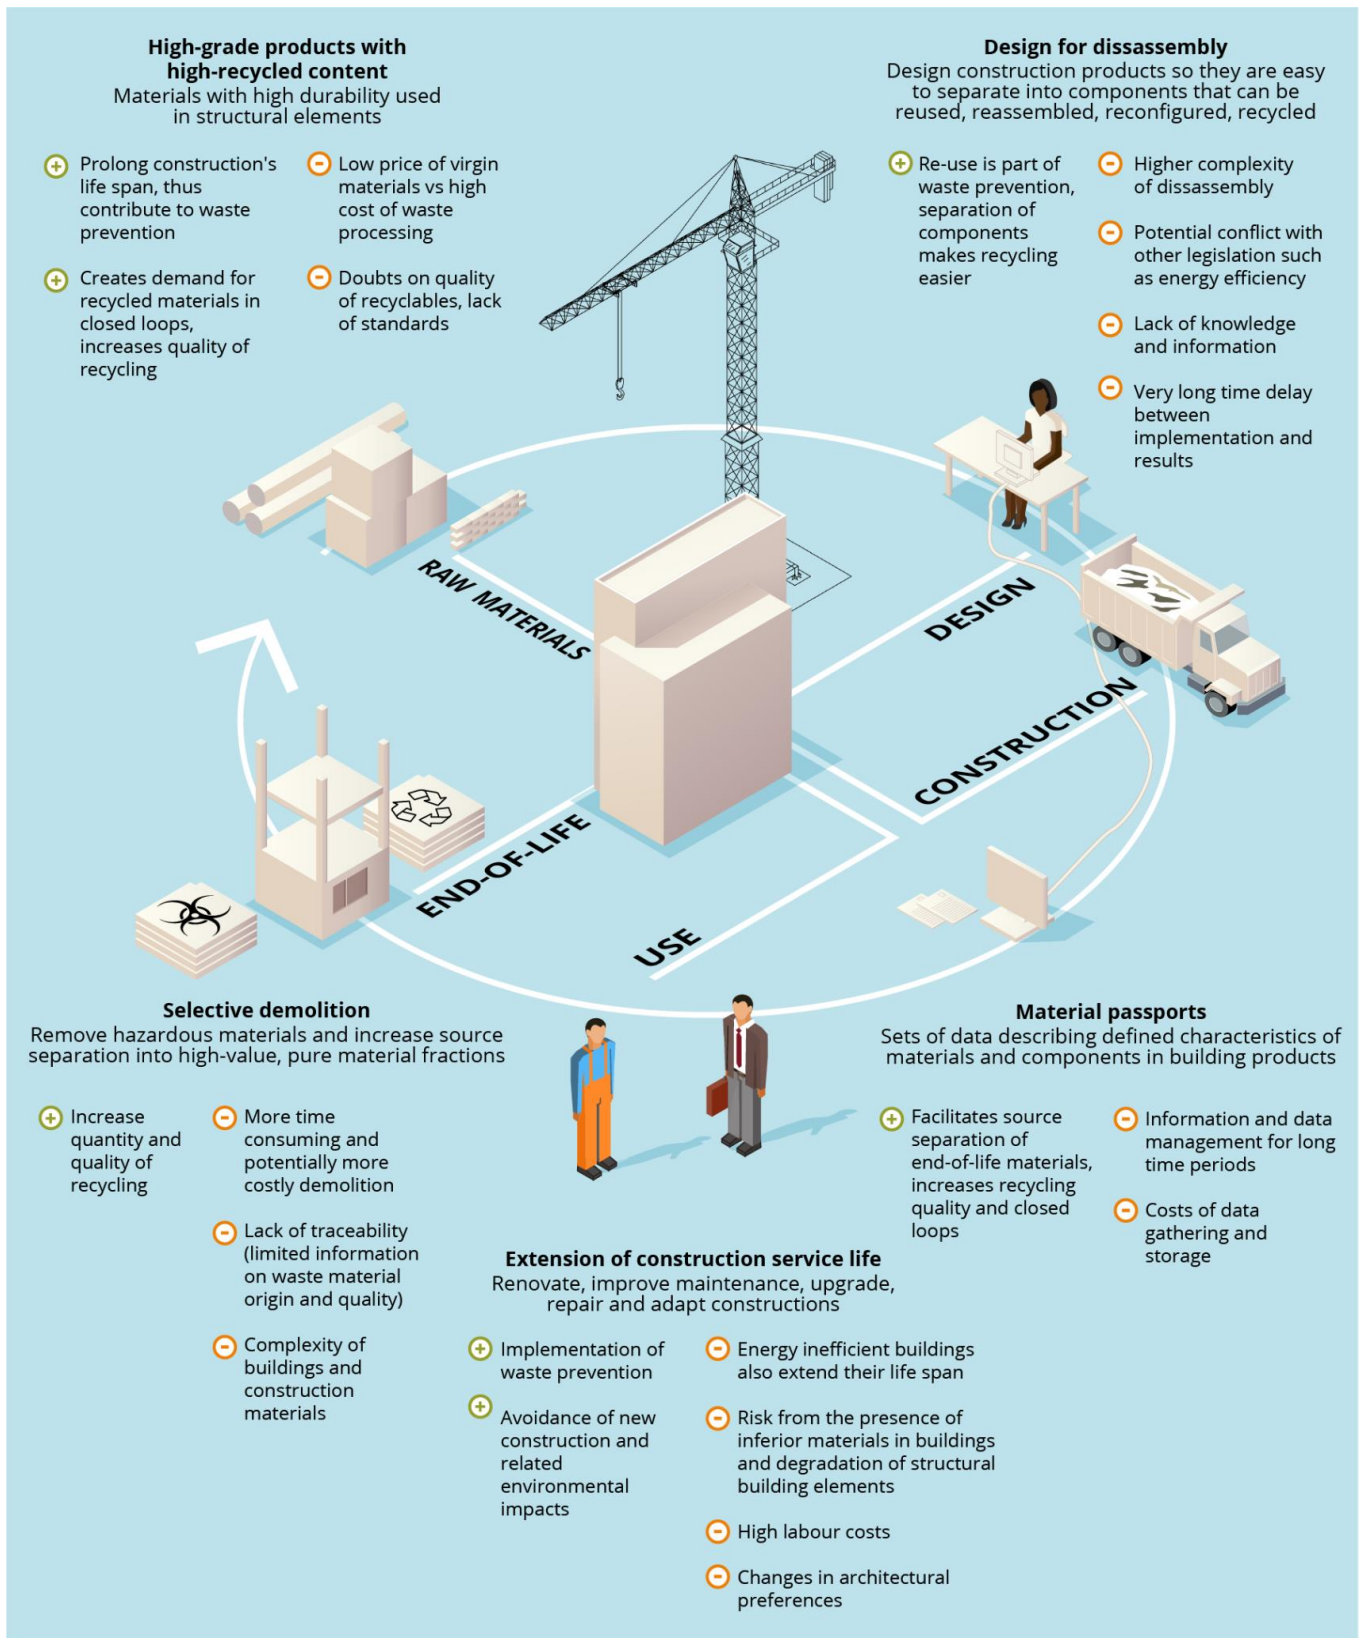 High-grade products with
high-recycled content
Materials with high durability used
in structural elements
Prolong construction's
life span, thus
contribute to waste
prevention
Creates demand for
recycled materials in
closed loops,
increases quality of
recycling
Low price of virgin
materials vs high
cost of waste
processing
Doubts on quality
of recyclables, lack
of standards
Design for dissassembly
Design construction products so they are easy
to separate into components that can be
reused, reassembled, reconfigured, recycled
Re-use is part of
waste prevention,
separation of
components
makes recycling
easier
Higher complexity
of dissassembly
Potential conflict with
other legislation such
as energy efficiency
Lack of knowledge
and information
Very long time delay
between
implementation and
results
RAW MATERIALS
DESIGN
CONSTRUCTION
END-OF-LIFE
USE
Selective demolition
Remove hazardous materials and increase source
separation into high-value, pure material fractions
Increase
quantity and
quality of
recycling
More time
consuming and
potentially more
costly demolition
Lack of traceability
(limited information
on waste material
origin and quality)
Complexity of
buildings and
construction
materials
Material passports
Sets of data describing defined characteristics of
materials and components in building products
Facilitates source
separation of
end-of-life materials,
increases recycling
quality and closed
loops
Information and data
management for long
time periods
Costs of data
gathering and
storage
Extension of construction service life
Renovate, improve maintenance, upgrade,
repair and adapt constructions
Implementation of
waste prevention
Avoidance of new
construction and
related
environmental
impacts
Energy inefficient buildings
also extend their life span
Risk from the presence of
inferior materials in buildings
and degradation of structural
building elements
High labour costs
Changes in architectural
preferences